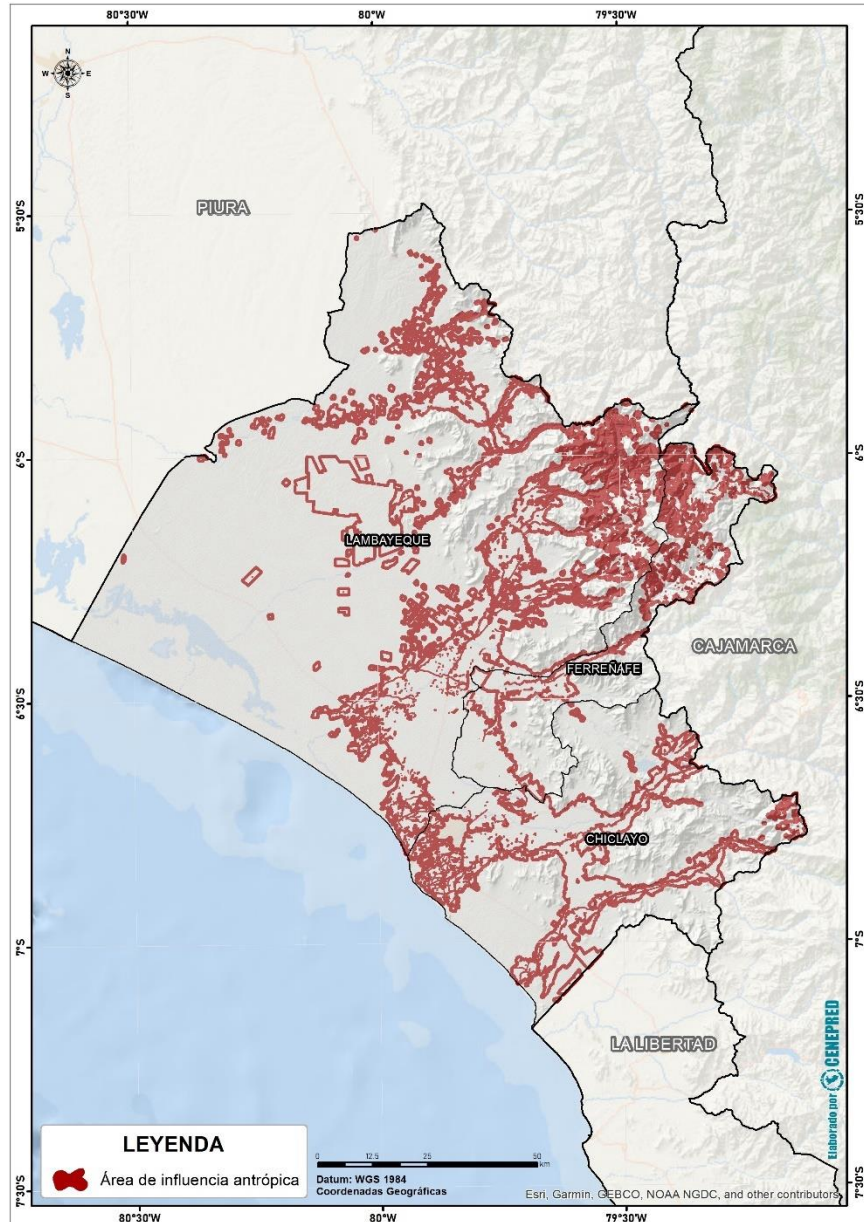 80°30'W 80°W 79°30'W
N
W E
S
PIURA
5°30'S 5°30'S
6°S 6°S
LAMBAYEQUE
CAJAMARCA
FERREÑAFE
6°30'S 6°30'S
CHICLAYO
7°S 7°S
LA LIBERTAD
Elaborado por CENEPRED
LEYENDA
Área de influencia antrópica
0 12.5 25 50
km
Datum: WGS 1984
Coordenadas Geográficas
Esri, Garmin, GEBCO, NOAA NGDC, and other contributors
7°30'S 7°30'S
80°30'W 80°W 79°30'W